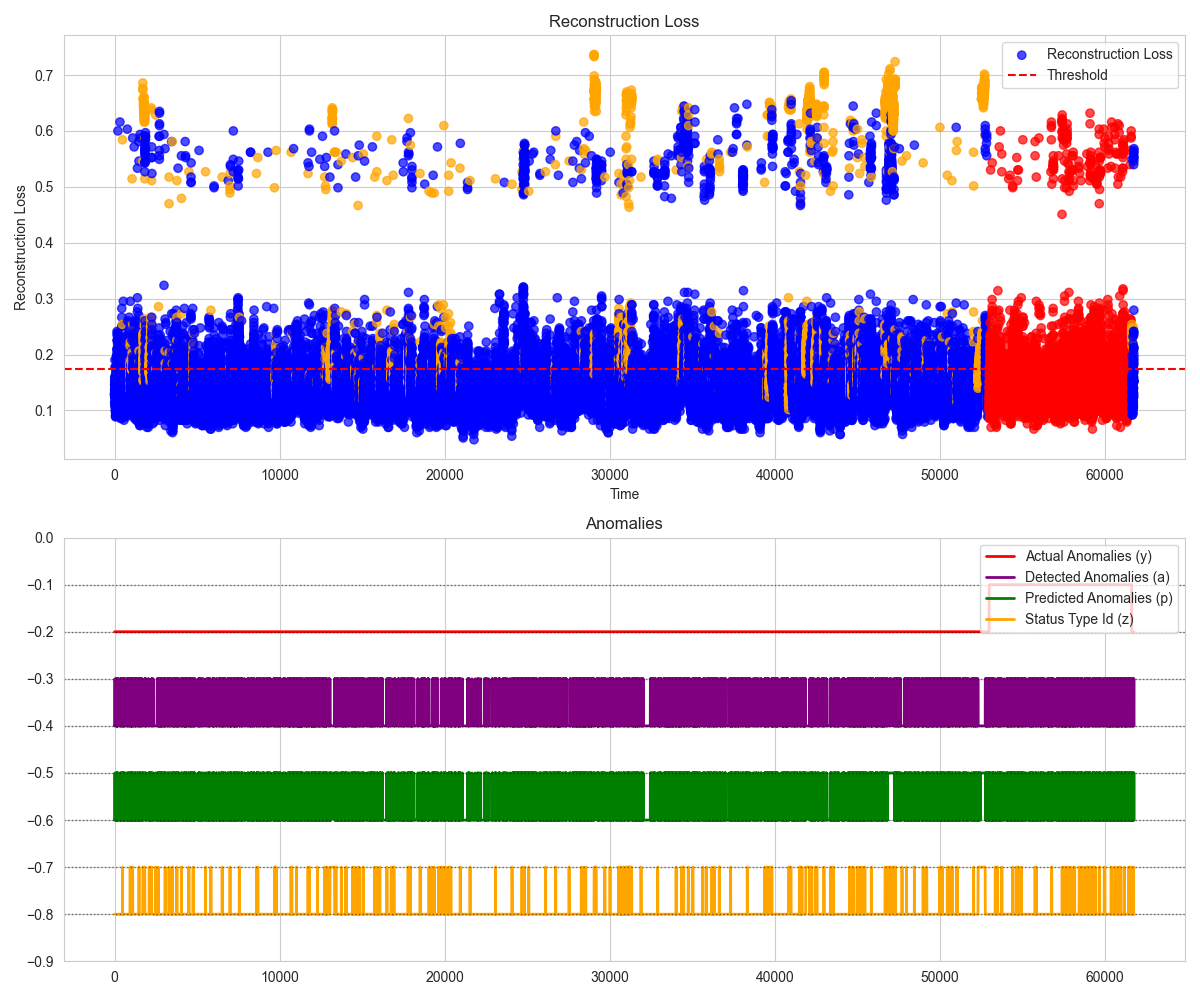 Reconstruction Loss
Reconstruction Loss
0.7
0.6
0.5
0.4
0.3
0.2
0.1
Reconstruction Loss
Threshold
0 10000 20000 30000 40000 50000 60000
Time
Anomalies
0.0
−0.1
−0.2
−0.3
−0.4
−0.5
−0.6
−0.7
−0.8
−0.9
Actual Anomalies (y)
Detected Anomalies (a)
Predicted Anomalies (p)
Status Type Id (z)
0 10000 20000 30000 40000 50000 60000